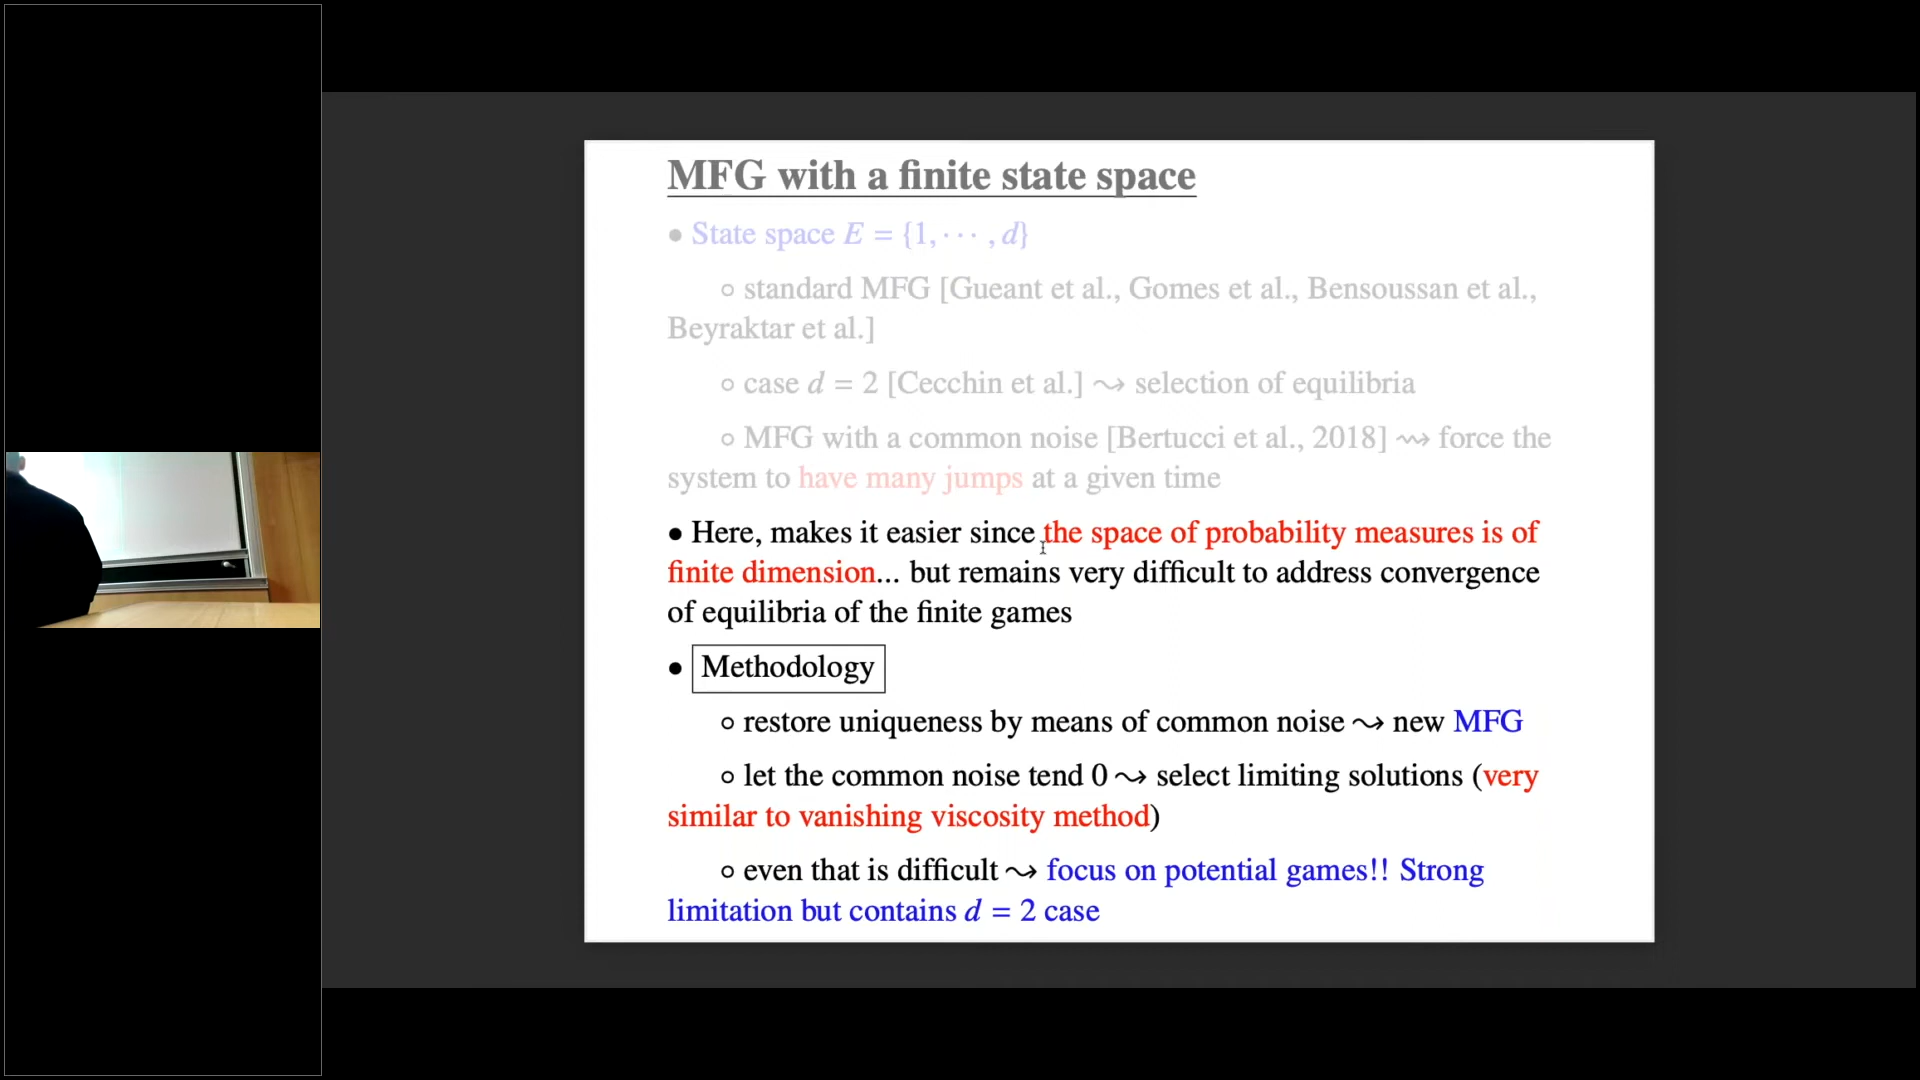 MFG with a finite state space
• State space E = {1, ··· , d}
◦ standard MFG [Gueant et al., Gomes et al., Bensoussan et al.,
Beyraktar et al.]
◦ case d = 2 [Cecchin et al.] ⇝ selection of equilibria
◦ MFG with a common noise [Bertucci et al., 2018] ⇝ force the
system to have many jumps at a given time
• Here, makes it easier since the space of probability measures is of
finite dimension... but remains very difficult to address convergence
of equilibria of the finite games
• Methodology
◦ restore uniqueness by means of common noise ⇝ new MFG
◦ let the common noise tend 0 ⇝ select limiting solutions (very
similar to vanishing viscosity method)
◦ even that is difficult ⇝ focus on potential games!! Strong
limitation but contains d = 2 case